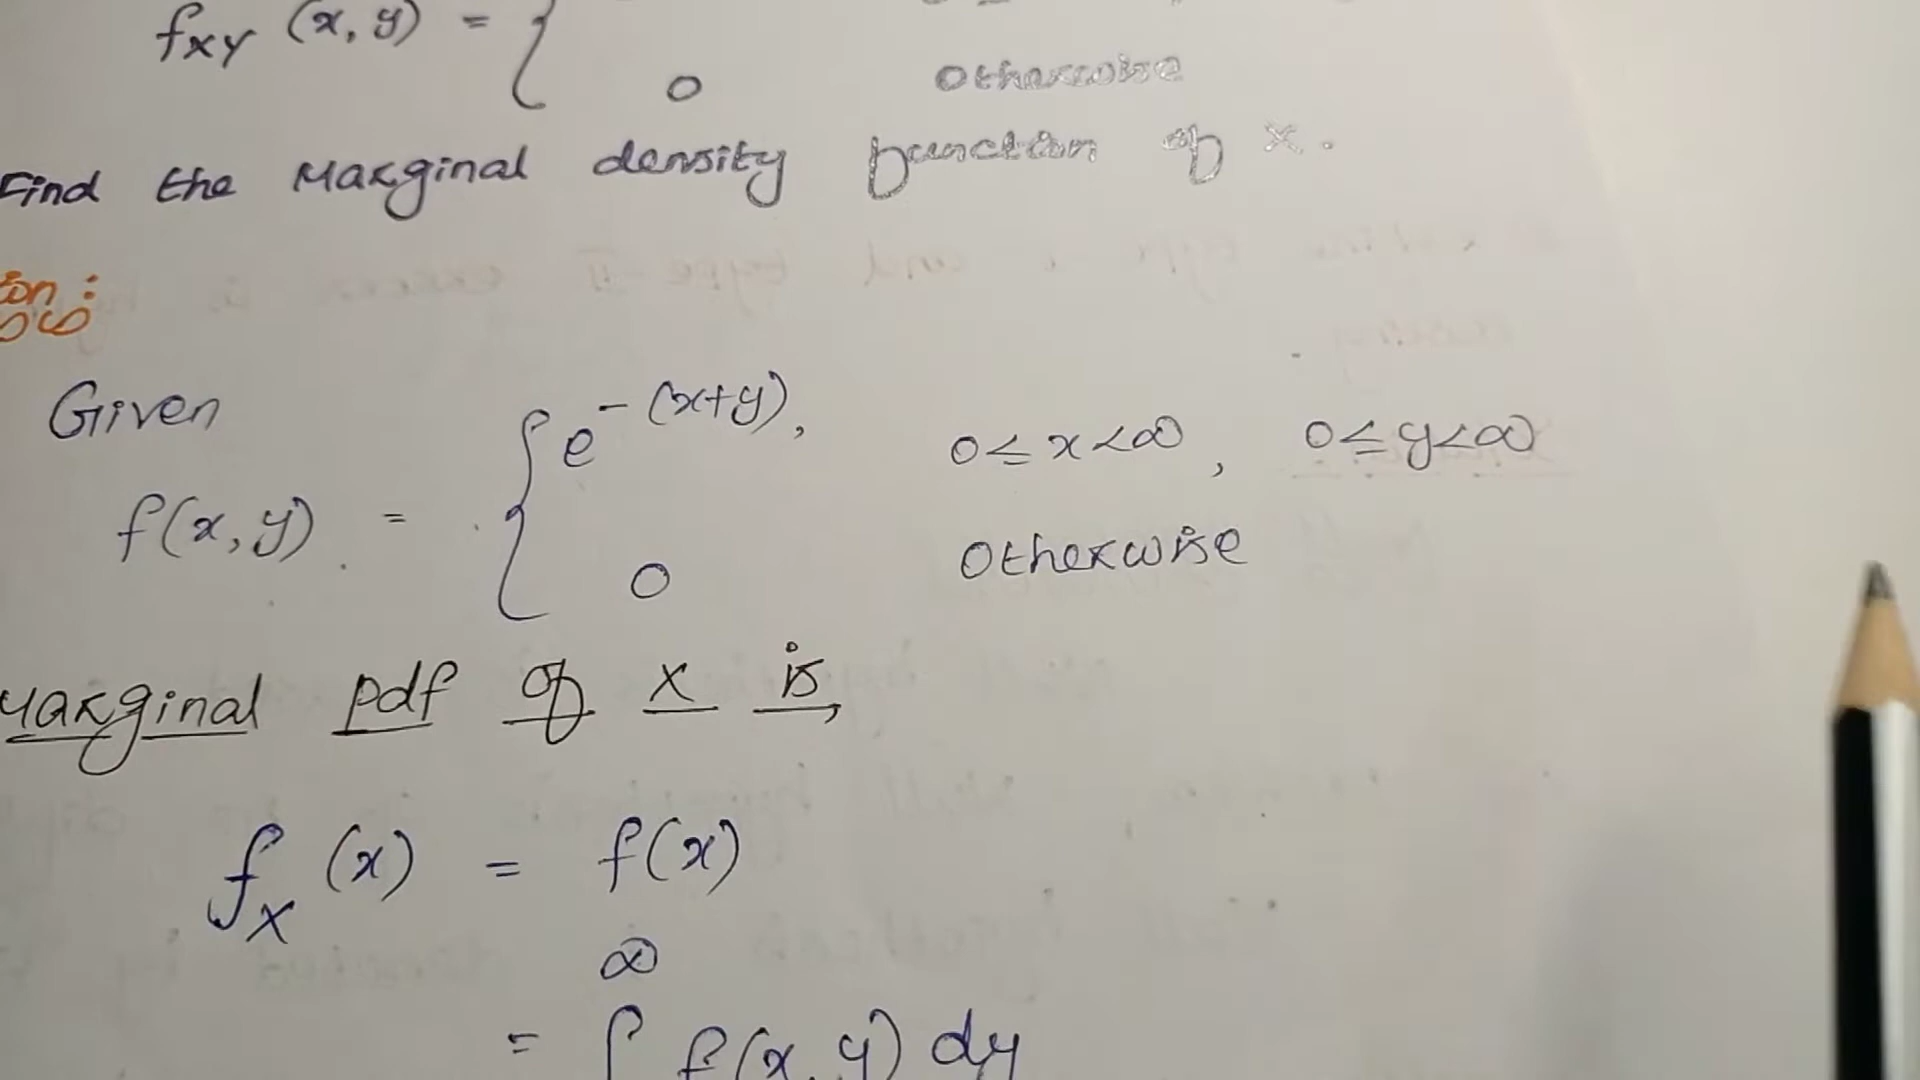 fxy (x, y) = {
0 otherwise
Find the Marginal density function of x.
ion:
Given
e^-(x+y), 0≤x<∞, 0≤y<∞
f(x,y) = {
0 otherwise
Marginal pdf of x is,
fx (x) = f(x)
∞
= ∫ f(x,y) dy